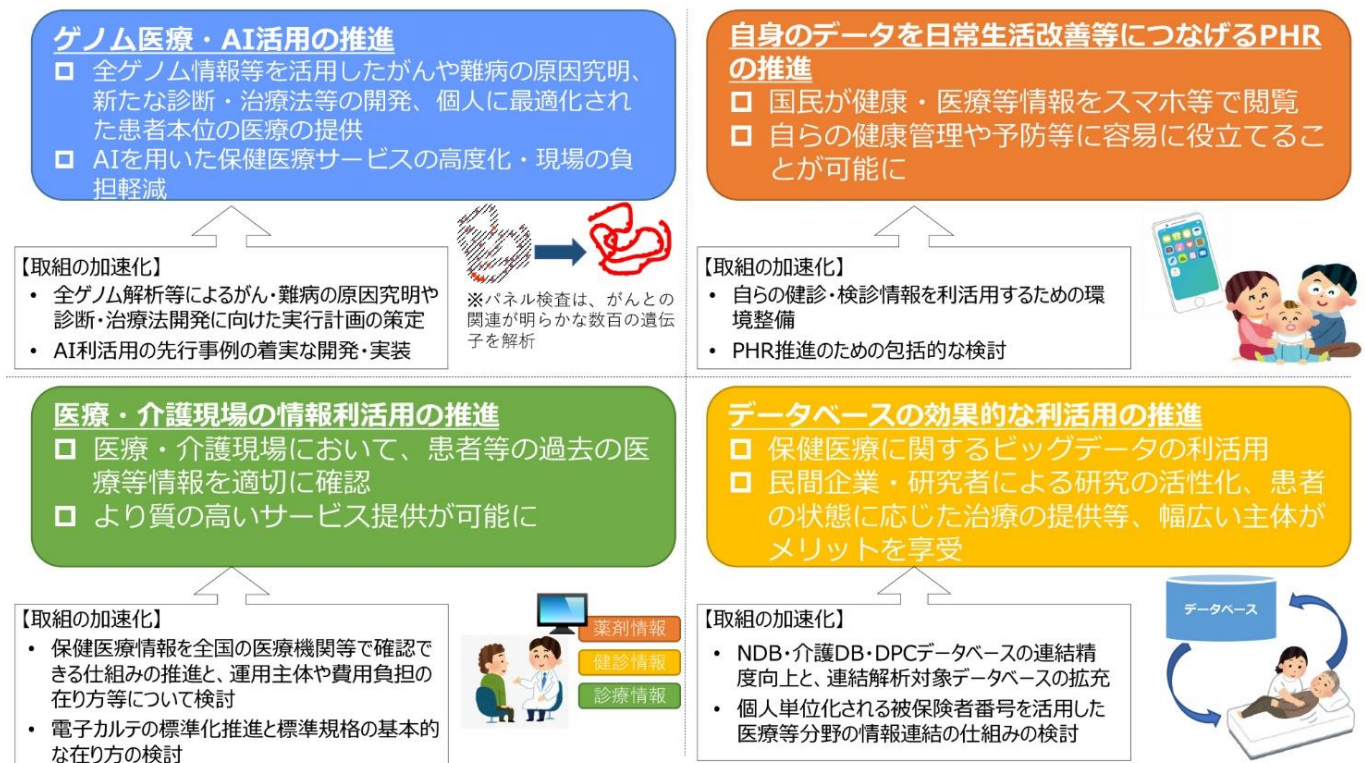 ゲノム医療・AI活用の推進
全ゲノム情報等を活用したがんや難病の原因究明、
新たな診断・治療法等の開発、個人に最適化され
た患者本位の医療の提供
AIを用いた保健医療サービスの高度化・現場の負
担軽減
【取組の加速化】
• 全ゲノム解析等によるがん・難病の原因究明や
診断・治療法開発に向けた実行計画の策定
• AI利活用の先行事例の着実な開発・実装
※パネル検査は、がんとの
関連が明らかな数百の遺伝
子を解析
自身のデータを日常生活改善等につなげるPHR
の推進
国民が健康・医療等情報をスマホ等で閲覧
自らの健康管理や予防等に容易に役立てるこ
とが可能に
【取組の加速化】
• 自らの健診・検診情報を利活用するための環
境整備
• PHR推進のための包括的な検討
医療・介護現場の情報利活用の推進
医療・介護現場において、患者等の過去の医
療等情報を適切に確認
より質の高いサービス提供が可能に
【取組の加速化】
• 保健医療情報を全国の医療機関等で確認で
きる仕組みの推進と、運用主体や費用負担の
在り方等について検討
• 電子カルテの標準化推進と標準規格の基本的
な在り方の検討
薬剤情報
健診情報
診療情報
データベースの効果的な利活用の推進
保健医療に関するビッグデータの利活用
民間企業・研究者による研究の活性化、患者
の状態に応じた治療の提供等、幅広い主体が
メリットを享受
【取組の加速化】
• NDB・介護DB・DPCデータベースの連結精
度向上と、連結解析対象データベースの拡充
• 個人単位化される被保険者番号を活用した
医療等分野の情報連結の仕組みの検討
データベース